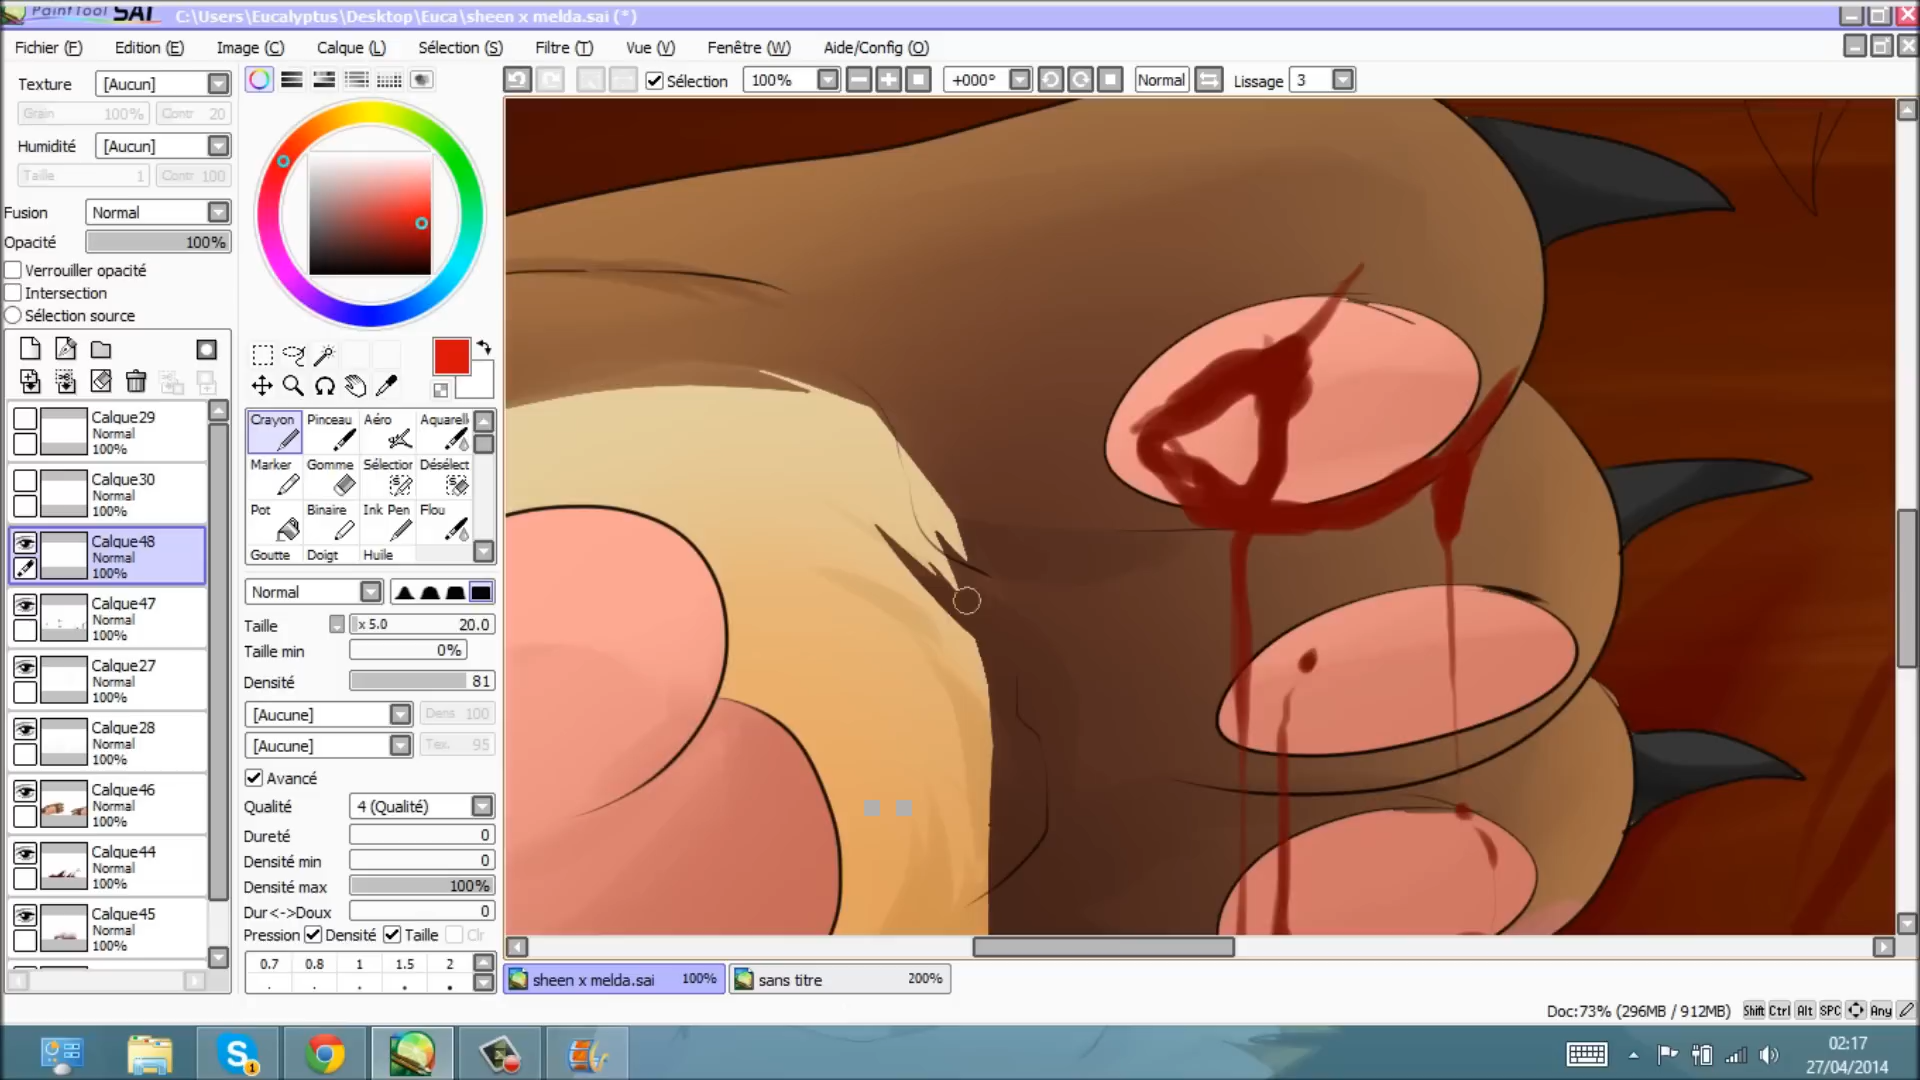 PaintTool SAI C:\Users\Eucalyptus\Desktop\Euca\sheen x melda.sai (*)
Fichier (F) Edition (E) Image (C) Calque (L) Sélection (S) Filtre (T) Vue (V) Fenêtre (W) Aide/Config (O)
Sélection 100% +000° Normal Lissage 3
Texture [Aucun]
Grain 100% Contr 20
Humidité [Aucun]
Taille 1 Contr 100
Fusion Normal
Opacité 100%
Verrouiller opacité
Intersection
Sélection source
Calque29
Normal
100%
Calque30
Normal
100%
Calque48
Normal
100%
Calque47
Normal
100%
Calque27
Normal
100%
Calque28
Normal
100%
Calque46
Normal
100%
Calque44
Normal
100%
Calque45
Normal
100%
Crayon Pinceau Aéro Aquarell
Marker Gomme Sélection Désélect
Pot Binaire Ink Pen Flou
Goutte Doigt Huile
Normal
Taille x 5.0 20.0
Taille min 0%
Densité 81
[Aucune] Dens 100
[Aucune] Tex. 95
Avancé
Qualité 4 (Qualité)
Dureté 0
Densité min 0
Densité max 100%
Dur<->Doux 0
Pression Densité Taille Clr
0.7 0.8 1 1.5 2
sheen x melda.sai 100% sans titre 200%
Doc:73% (296MB / 912MB) Shift Ctrl Alt SPC Any
S 1
02:17
27/04/2014